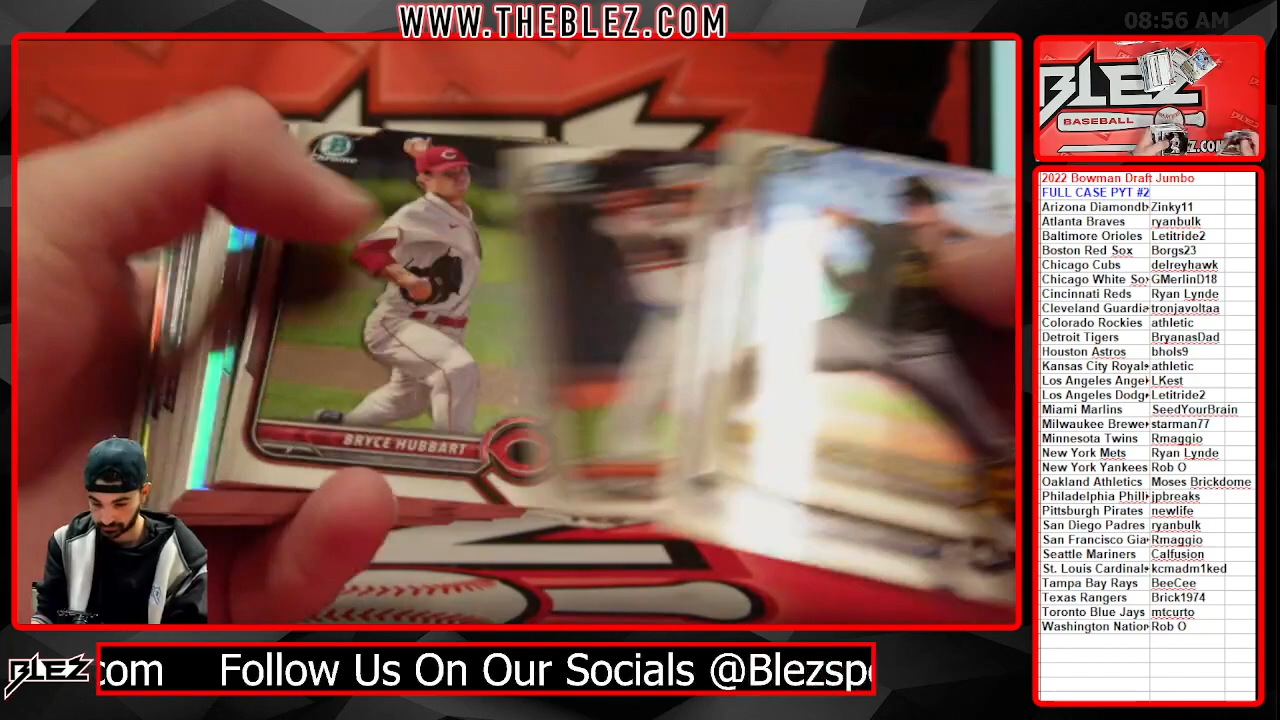 WWW.THEBLEZ.COM
08:56 AM
Chrome
BRYCE HUBBART
BLEZ
BASEBALL
EZ.COM
2022 Bowman Draft Jumbo
FULL CASE PYT #2
Arizona Diamondb Zinky11
Atlanta Braves ryanbulk
Baltimore Orioles Letitride2
Boston Red Sox Borgs23
Chicago Cubs delreyhawk
Chicago White So GMerlinD18
Cincinnati Reds Ryan Lynde
Cleveland Guardia tronjavoltaa
Colorado Rockies athletic
Detroit Tigers BryanasDad
Houston Astros bhols9
Kansas City Royal athletic
Los Angeles Ange LKest
Los Angeles Dodg Letitride2
Miami Marlins SeedYourBrain
Milwaukee Brewe starman77
Minnesota Twins Rmaggio
New York Mets Ryan Lynde
New York Yankees Rob O
Oakland Athletics Moses Brickdome
Philadelphia Phill jpbreaks
Pittsburgh Pirates newlife
San Diego Padres ryanbulk
San Francisco Gia Rmaggio
Seattle Mariners Calfusion
St. Louis Cardinal kcmadm1ked
Tampa Bay Rays BeeCee
Texas Rangers Brick1974
Toronto Blue Jays mtcurto
Washington Nation Rob O
BLEZ
com Follow Us On Our Socials @Blezsp